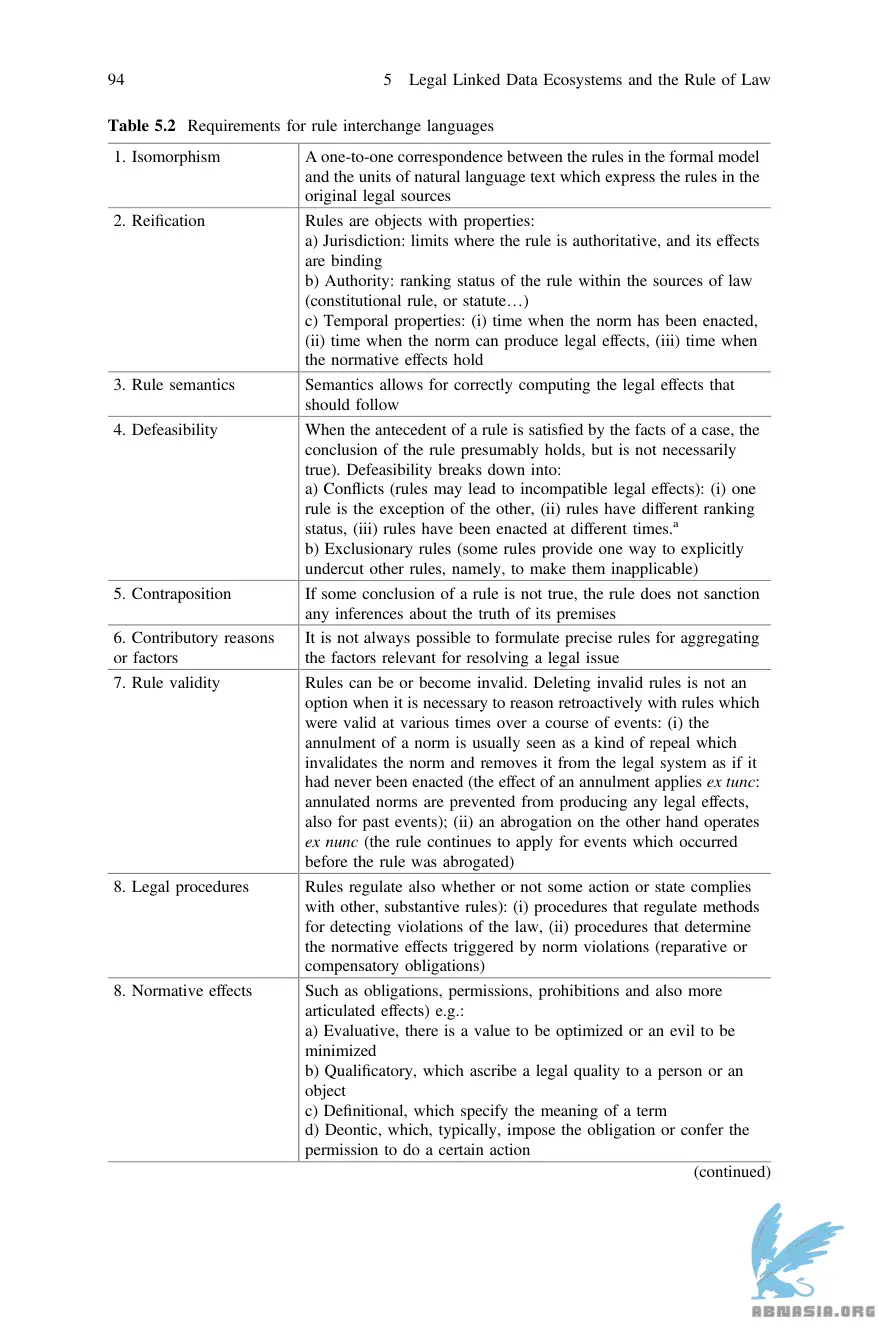 94
5 Legal Linked Data Ecosystems and the Rule of Law
Table 5.2 Requirements for rule interchange languages
1. Isomorphism
A one-to-one correspondence between the rules in the formal model
and the units of natural language text which express the rules in the
original legal sources
2. Reification
Rules are objects with properties:
a) Jurisdiction: limits where the rule is authoritative, and its effects
are binding
b) Authority: ranking status of the rule within the sources of law
(constitutional rule, or statute…)
c) Temporal properties: (i) time when the norm has been enacted,
(ii) time when the norm can produce legal effects, (iii) time when
the normative effects hold
3. Rule semantics
Semantics allows for correctly computing the legal effects that
should follow
4. Defeasibility
When the antecedent of a rule is satisfied by the facts of a case, the
conclusion of the rule presumably holds, but is not necessarily
true). Defeasibility breaks down into:
a) Conflicts (rules may lead to incompatible legal effects): (i) one
rule is the exception of the other, (ii) rules have different ranking
status, (iii) rules have been enacted at different times.a
b) Exclusionary rules (some rules provide one way to explicitly
undercut other rules, namely, to make them inapplicable)
5. Contraposition
If some conclusion of a rule is not true, the rule does not sanction
any inferences about the truth of its premises
6. Contributory reasons
or factors
It is not always possible to formulate precise rules for aggregating
the factors relevant for resolving a legal issue
7. Rule validity
Rules can be or become invalid. Deleting invalid rules is not an
option when it is necessary to reason retroactively with rules which
were valid at various times over a course of events: (i) the
annulment of a norm is usually seen as a kind of repeal which
invalidates the norm and removes it from the legal system as if it
had never been enacted (the effect of an annulment applies ex tunc:
annulated norms are prevented from producing any legal effects,
also for past events); (ii) an abrogation on the other hand operates
ex nunc (the rule continues to apply for events which occurred
before the rule was abrogated)
8. Legal procedures
Rules regulate also whether or not some action or state complies
with other, substantive rules): (i) procedures that regulate methods
for detecting violations of the law, (ii) procedures that determine
the normative effects triggered by norm violations (reparative or
compensatory obligations)
8. Normative effects
Such as obligations, permissions, prohibitions and also more
articulated effects) e.g.:
a) Evaluative, there is a value to be optimized or an evil to be
minimized
b) Qualificatory, which ascribe a legal quality to a person or an
object
c) Definitional, which specify the meaning of a term
d) Deontic, which, typically, impose the obligation or confer the
permission to do a certain action
(continued)
ABNASIA.ORG